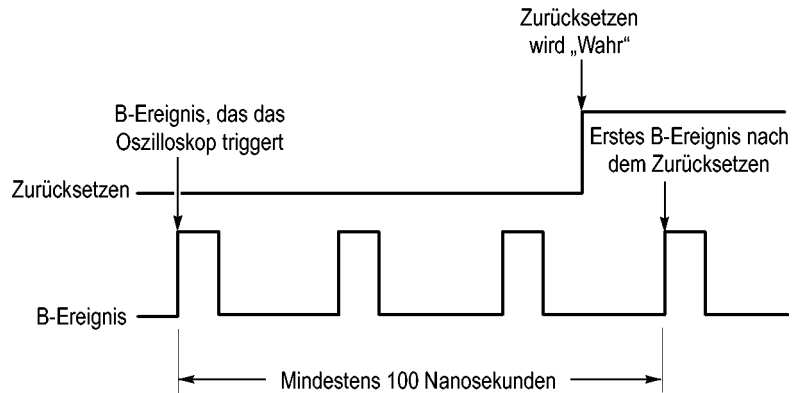 Zurücksetzen
wird „Wahr“
B-Ereignis, das das
Oszilloskop triggert
Erstes B-Ereignis nach
dem Zurücksetzen
Zurücksetzen
B-Ereignis
Mindestens 100 Nanosekunden